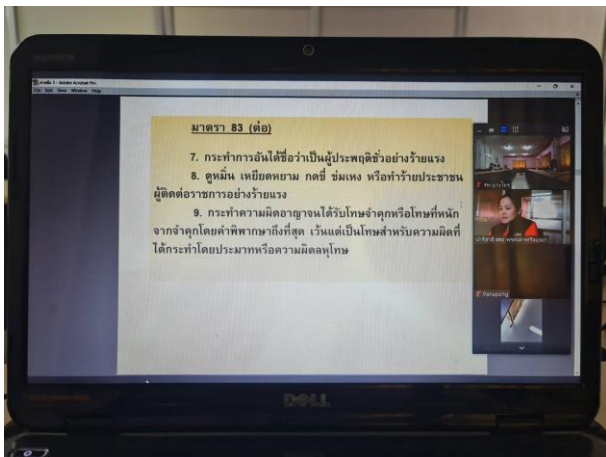 File Edit View Window Help
มาตรา 83 (ต่อ)
7. กระทำการอันได้ชื่อว่าเป็นผู้ประพฤติชั่วอย่างร้ายแรง
8. ดูหมิ่น เหยียดหยาม กดขี่ ข่มเหง หรือทำร้ายประชาชน
ผู้ติดต่อราชการอย่างร้ายแรง
9. กระทำความผิดอาญาจนได้รับโทษจำคุกหรือโทษที่หนัก
จากจำคุกโดยคำพิพากษาถึงที่สุด เว้นแต่เป็นโทษสำหรับความผิดที่
ได้กระทำโดยประมาทหรือความผิดลหุโทษ
Panupong
DELL